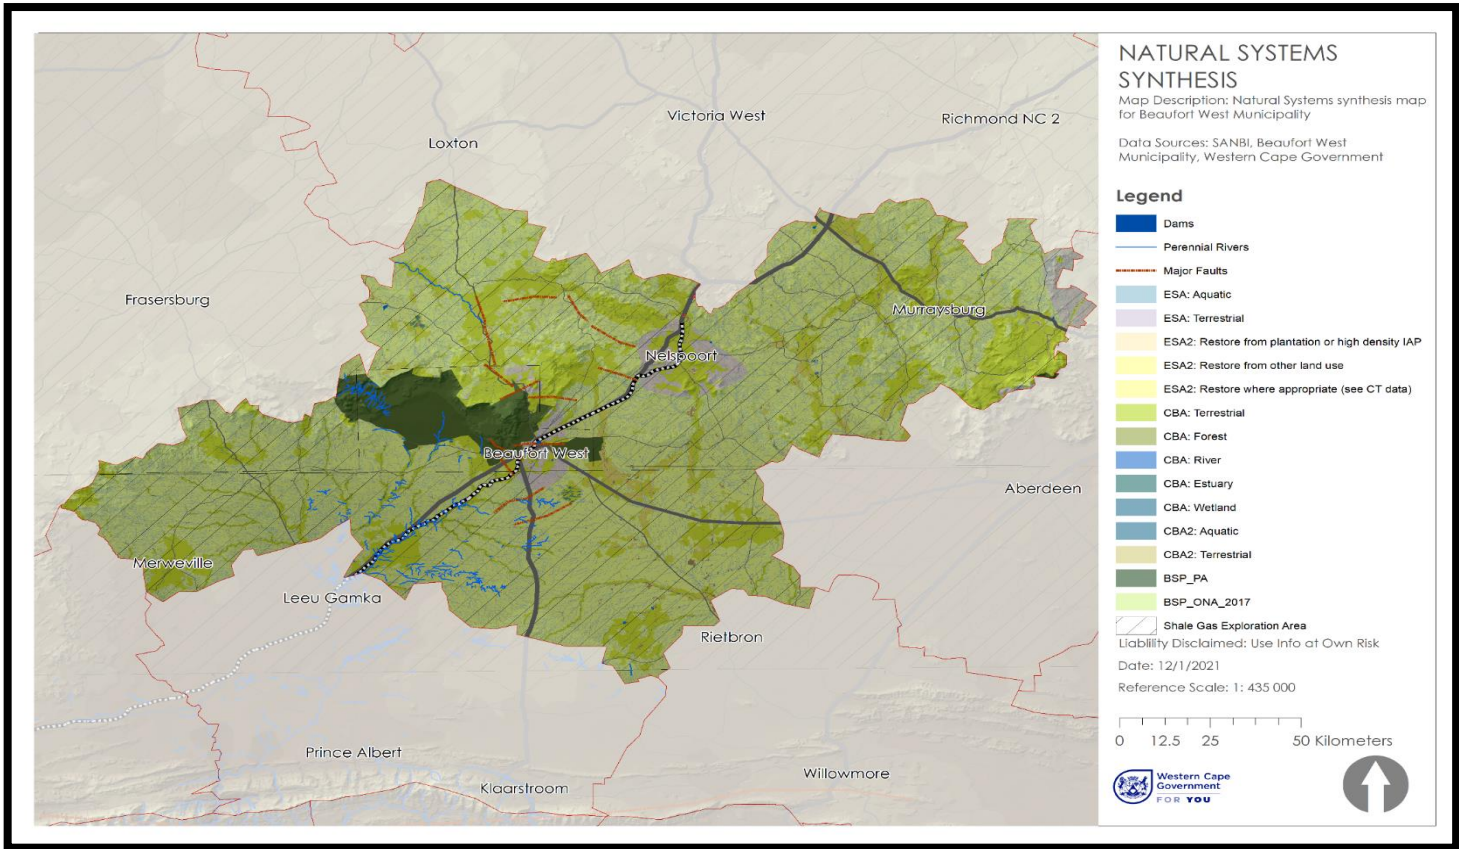 NATURAL SYSTEMS
SYNTHESIS
Map Description: Natural Systems synthesis map
for Beaufort West Municipality
Data Sources: SANBI, Beaufort West
Municipality, Western Cape Government
Legend
Dams
Perennial Rivers
Major Faults
ESA: Aquatic
ESA: Terrestrial
ESA2: Restore from plantation or high density IAP
ESA2: Restore from other land use
ESA2: Restore where appropriate (see CT data)
CBA: Terrestrial
CBA: Forest
CBA: River
CBA: Estuary
CBA: Wetland
CBA2: Aquatic
CBA2: Terrestrial
BSP_PA
BSP_ONA_2017
Shale Gas Exploration Area
Liability Disclaimed: Use Info at Own Risk
Date: 12/1/2021
Reference Scale: 1: 435 000
0 12.5 25 50 Kilometers
Western Cape
Government
FOR YOU
Victoria West
Richmond NC 2
Loxton
Frasersburg
Murraysburg
Nelspoort
Beaufort West
Aberdeen
Merweville
Leeu Gamka
Rietbron
Prince Albert
Willowmore
Klaarstroom